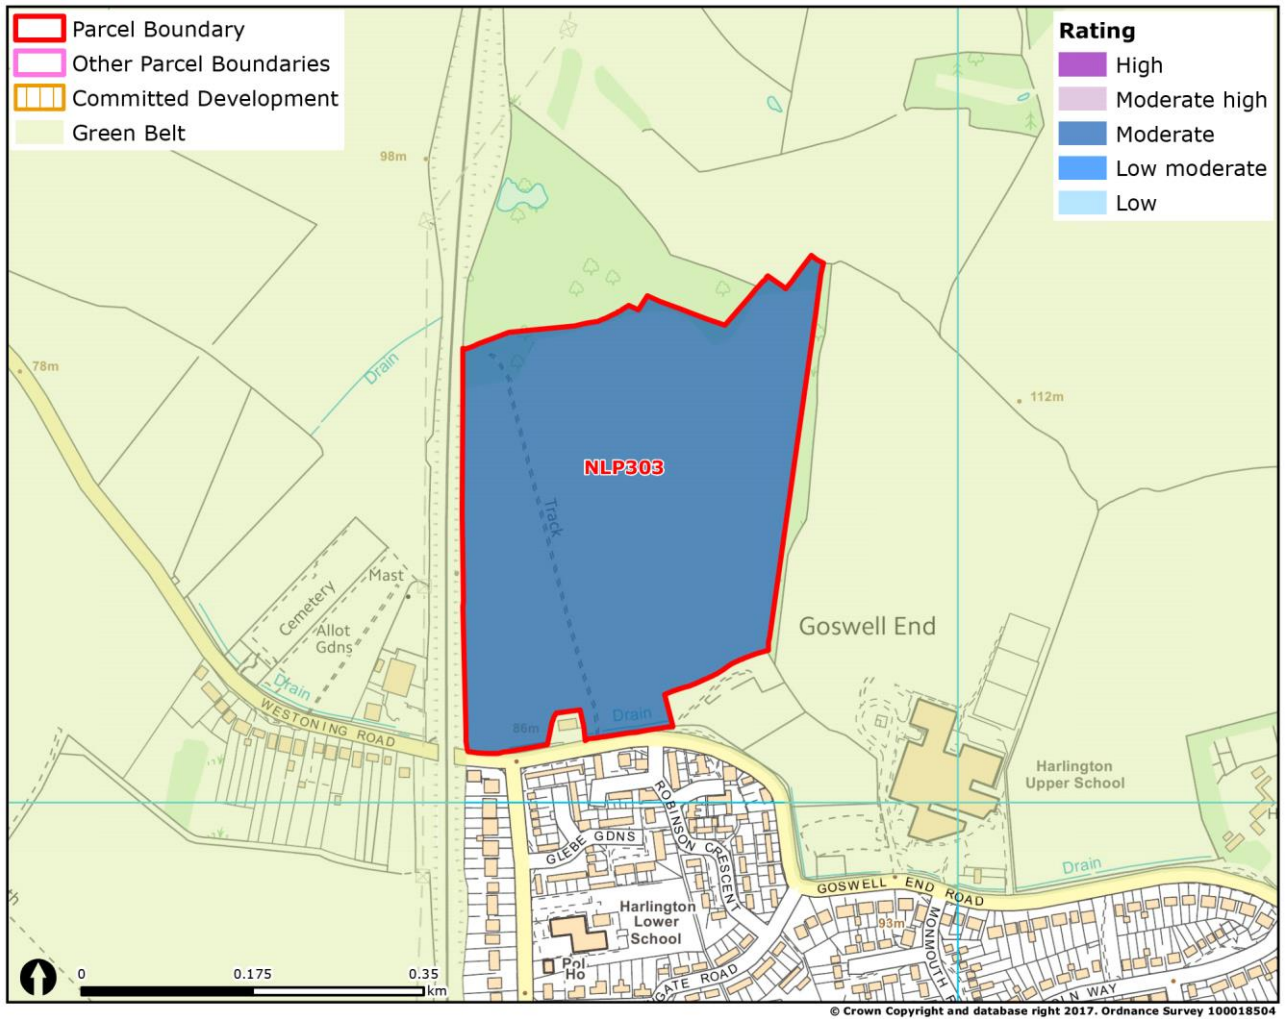 Parcel Boundary
Other Parcel Boundaries
Committed Development
Green Belt
Rating
High
Moderate high
Moderate
Low moderate
Low
98m
78m
Drain
112m
NLP303
Track
Mast
Cemetery
Allot
Gdns
Goswell End
Drain
WESTONING ROAD
86m
Drain
Harlington
Upper School
ROBINSON CRESCENT
GLEBE GDNS
Drain
GOSWELL END ROAD
Harlington
Lower
School
93m
MONMOUTH
Pol
Ho
GATE ROAD
LN WAY
0
0.175
0.35
km
© Crown Copyright and database right 2017. Ordnance Survey 100018504